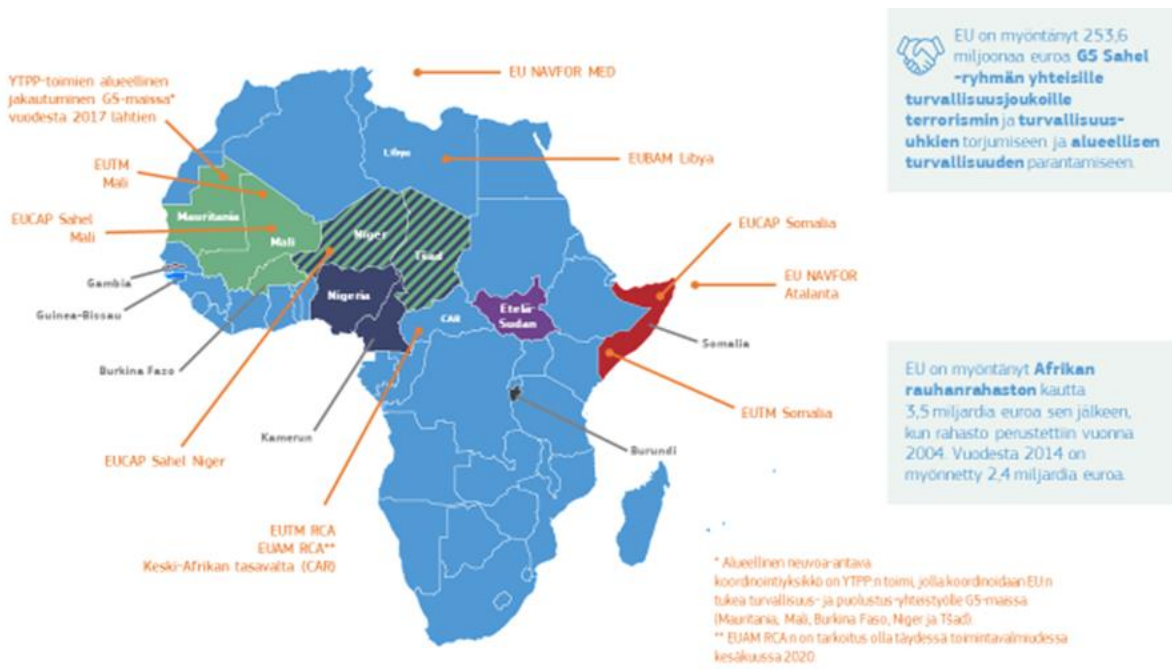 EU NAVFOR MED
YTPP-toimien alueellinen
jakautuminen G5-maissa*
vuodesta 2017 lähtien
EUTM
Mali
EUCAP Sahel
Mali
Gambia
Guinea-Bissau
Burkina Faso
Kamerun
EUCAP Sahel Niger
EUTM RCA
EUAM RCA**
Keski-Afrikan tasavalta (CAR)
Libya
Mauritania
Mali
Niger
Tšad
Nigeria
CAR
Etelä-
Sudan
EUBAM Libya
EUCAP Somalia
EU NAVFOR
Atalanta
Somalia
EUTM Somalia
Burundi
EU on myöntänyt 253,6
miljoonaa euroa G5 Sahel
-ryhmän yhteisille
turvallisuusjoukoille
terrorismin ja turvallisuus-
uhkien torjumiseen ja alueellisen
turvallisuuden parantamiseen.
EU on myöntänyt Afrikan
rauhanrahaston kautta
3,5 miljardia euroa sen jälkeen,
kun rahasto perustettiin vuonna
2004. Vuodesta 2014 on
myönnetty 2,4 miljardia euroa.
* Alueellinen neuvoa-antava
koordinointiyksikkö on YTPP:n toimi, jolla koordinoidaan EU:n
tukea turvallisuus- ja puolustus-yhteistyölle G5-maissa
(Mauritania, Mali, Burkina Faso, Niger ja Tšad).
** EUAM RCA:n on tarkoitus olla täydessä toimintavalmiudessa
kesäkuussa 2020.